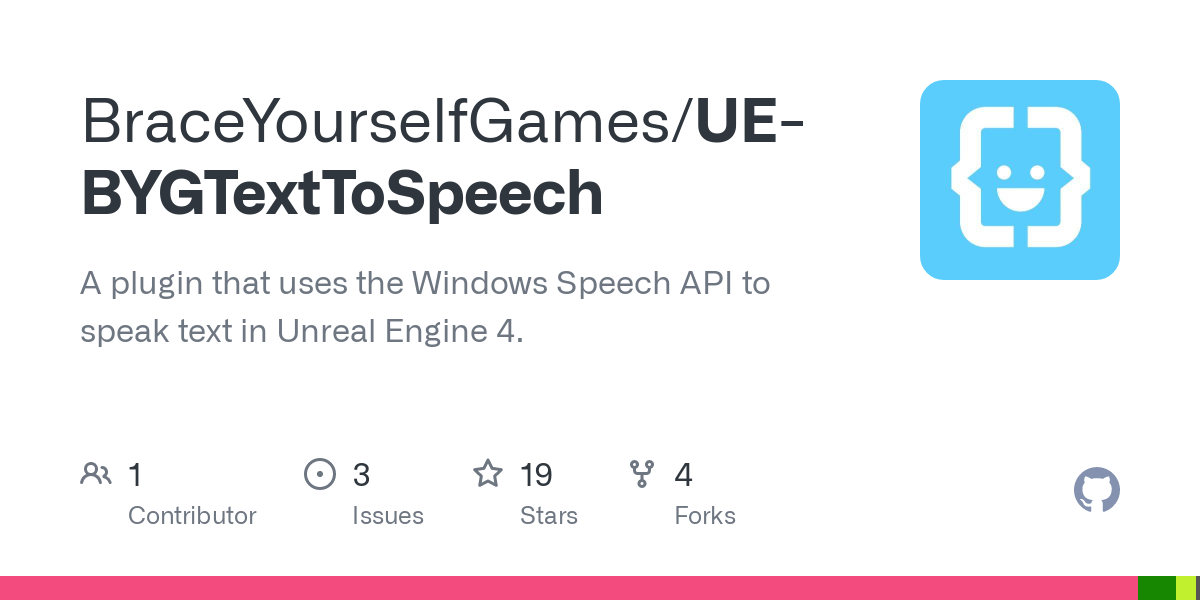 BraceYourselfGames/UE-
BYGTextToSpeech
A plugin that uses the Windows Speech API to
speak text in Unreal Engine 4.
1 3 19 4
Contributor Issues Stars Forks